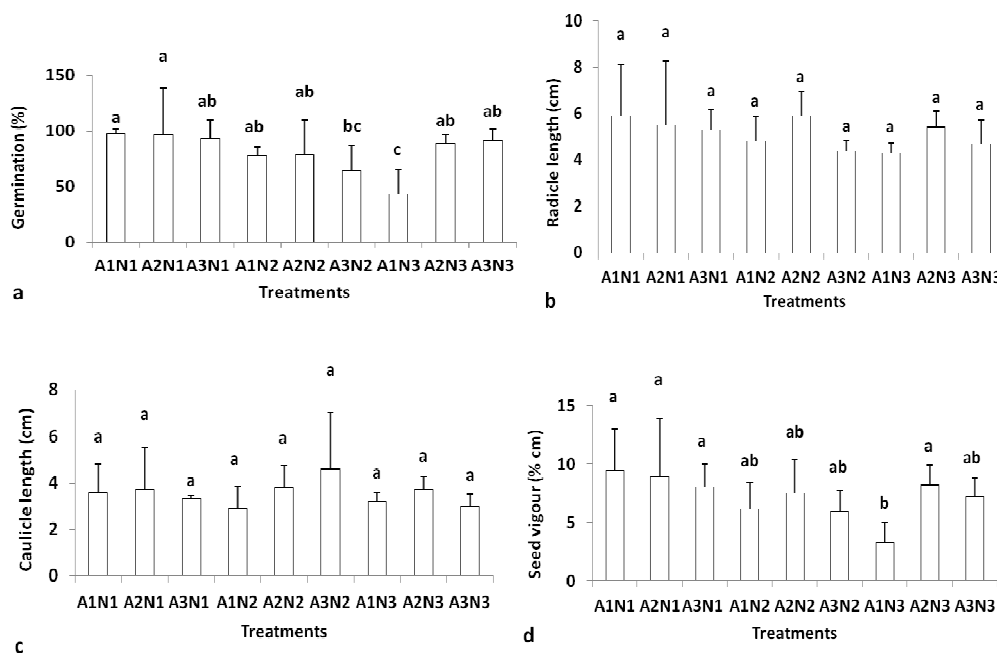 Germination (%)
150
100
50
0
a
a
ab
ab
ab
bc
c
ab
ab
A1N1 A2N1 A3N1 A1N2 A2N2 A3N2 A1N3 A2N3 A3N3
Treatments
a
Radicle length (cm)
10
8
6
4
2
0
a
a
a
a
a
a
a
a
a
A1N1 A2N1 A3N1 A1N2 A2N2 A3N2 A1N3 A2N3 A3N3
Treatments
b
Caulicle length (cm)
8
6
4
2
0
a
a
a
a
a
a
a
a
a
A1N1 A2N1 A3N1 A1N2 A2N2 A3N2 A1N3 A2N3 A3N3
Treatments
c
Seed vigour (% cm)
15
10
5
0
a
a
a
ab
ab
ab
b
a
ab
A1N1 A2N1 A3N1 A1N2 A2N2 A3N2 A1N3 A2N3 A3N3
Treatments
d